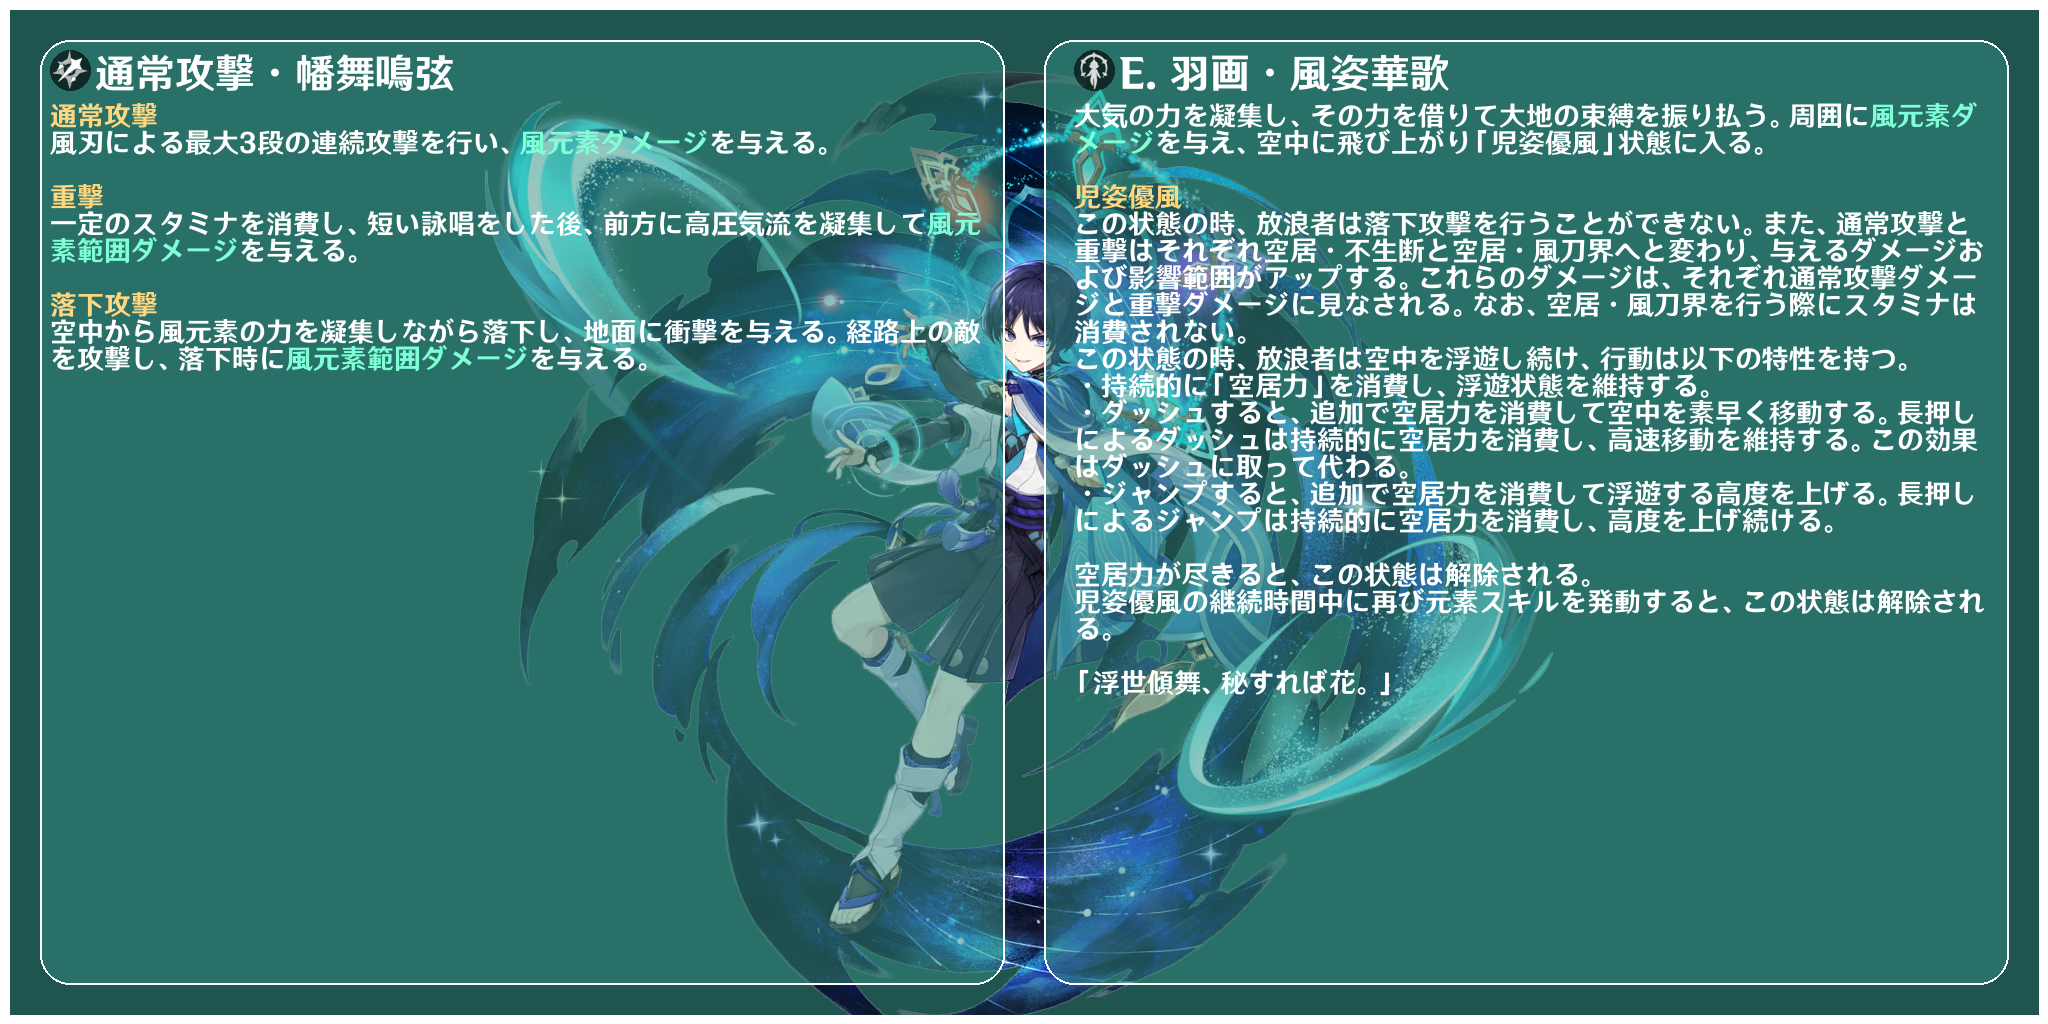 通常攻撃・幡舞鳴弦
通常攻撃
風刃による最大3段の連続攻撃を行い、風元素ダメージを与える。
重撃
一定のスタミナを消費し、短い詠唱をした後、前方に高圧気流を凝集して風元
素範囲ダメージを与える。
落下攻撃
空中から風元素の力を凝集しながら落下し、地面に衝撃を与える。経路上の敵
を攻撃し、落下時に風元素範囲ダメージを与える。
E. 羽画・風姿華歌
大気の力を凝集し、その力を借りて大地の束縛を振り払う。周囲に風元素ダ
メージを与え、空中に飛び上がり「児姿優風」状態に入る。
児姿優風
この状態の時、放浪者は落下攻撃を行うことができない。また、通常攻撃と
重撃はそれぞれ空居・不生断と空居・風刀界へと変わり、与えるダメージお
よび影響範囲がアップする。これらのダメージは、それぞれ通常攻撃ダメー
ジと重撃ダメージに見なされる。なお、空居・風刀界を行う際にスタミナは
消費されない。
この状態の時、放浪者は空中を浮遊し続け、行動は以下の特性を持つ。
・持続的に「空居力」を消費し、浮遊状態を維持する。
・ダッシュすると、追加で空居力を消費して空中を素早く移動する。長押し
によるダッシュは持続的に空居力を消費し、高速移動を維持する。この効果
はダッシュに取って代わる。
・ジャンプすると、追加で空居力を消費して浮遊する高度を上げる。長押し
によるジャンプは持続的に空居力を消費し、高度を上げ続ける。
空居力が尽きると、この状態は解除される。
児姿優風の継続時間中に再び元素スキルを発動すると、この状態は解除され
る。
「浮世傾舞、秘すれば花。」